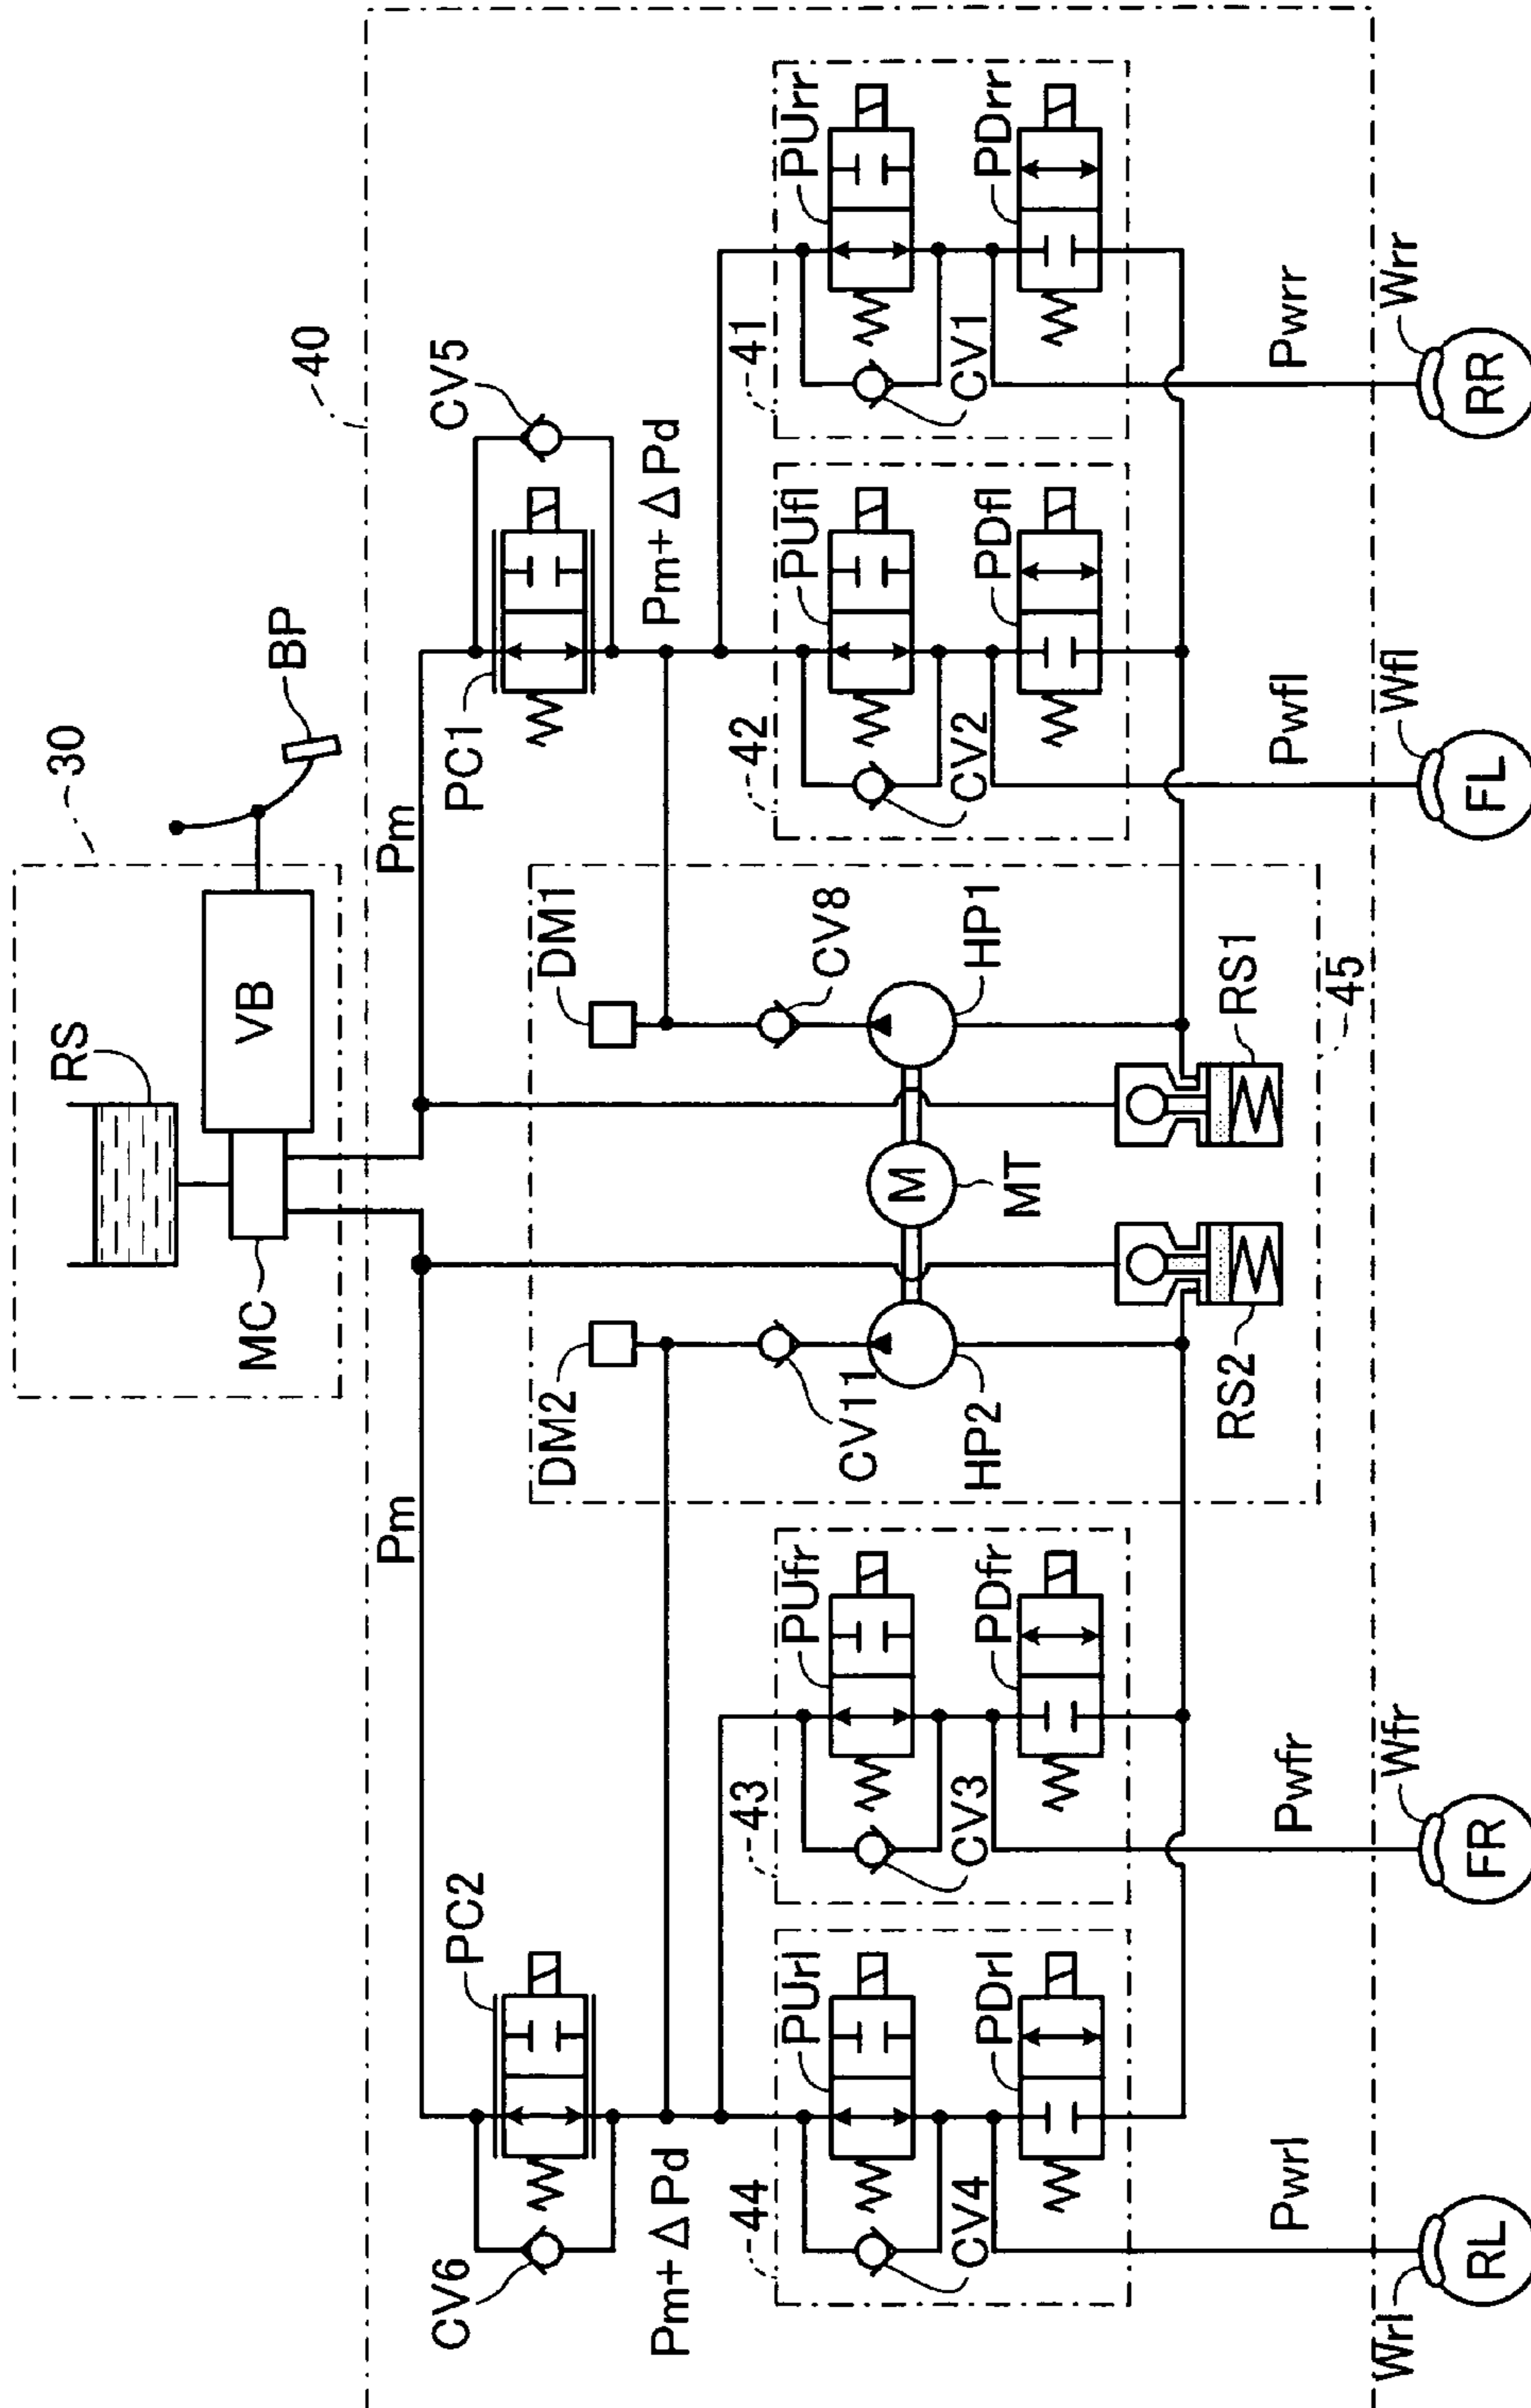 30
RS
VB
BP
MC
40
Pm
Pm
PC2
PC1
CV6
CV5
Pm+ΔPd
Pm+ΔPd
DM2
DM1
CV11
CV8
HP2
HP1
M
MT
RS2
RS1
45
44
PUrl
CV4
PDrl
43
PUfr
CV3
PDfr
42
PUfl
CV2
PDfl
41
PUrr
CV1
PDrr
Pwrl
Pwfr
Pwfl
Pwrr
Wrl
Wfr
Wfl
Wrr
RL
FR
FL
RR